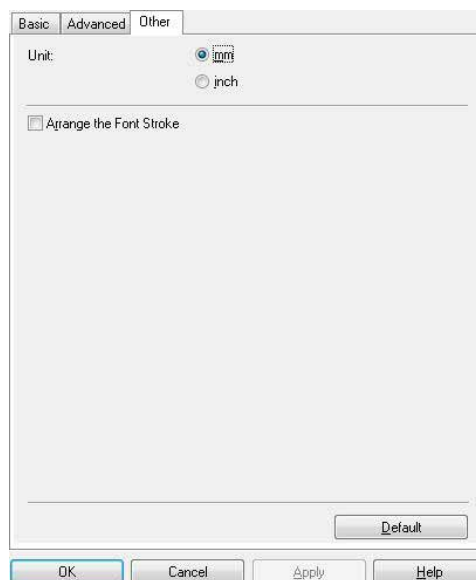 Basic Advanced Other
Unit: mm
inch
Arrange the Font Stroke
Default
OK Cancel Apply Help